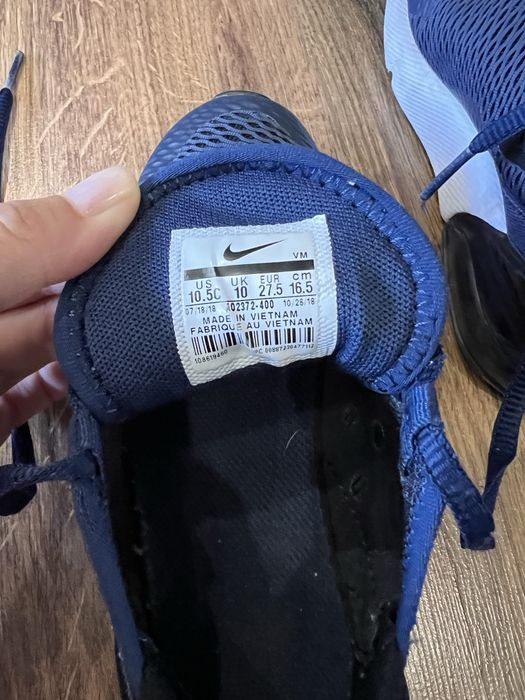 VM
US UK EUR cm
10.5C 10 27.5 16.5
07/18/18 AO2372-400 10/26/18
MADE IN VIETNAM
FABRIQUE AU VIETNAM